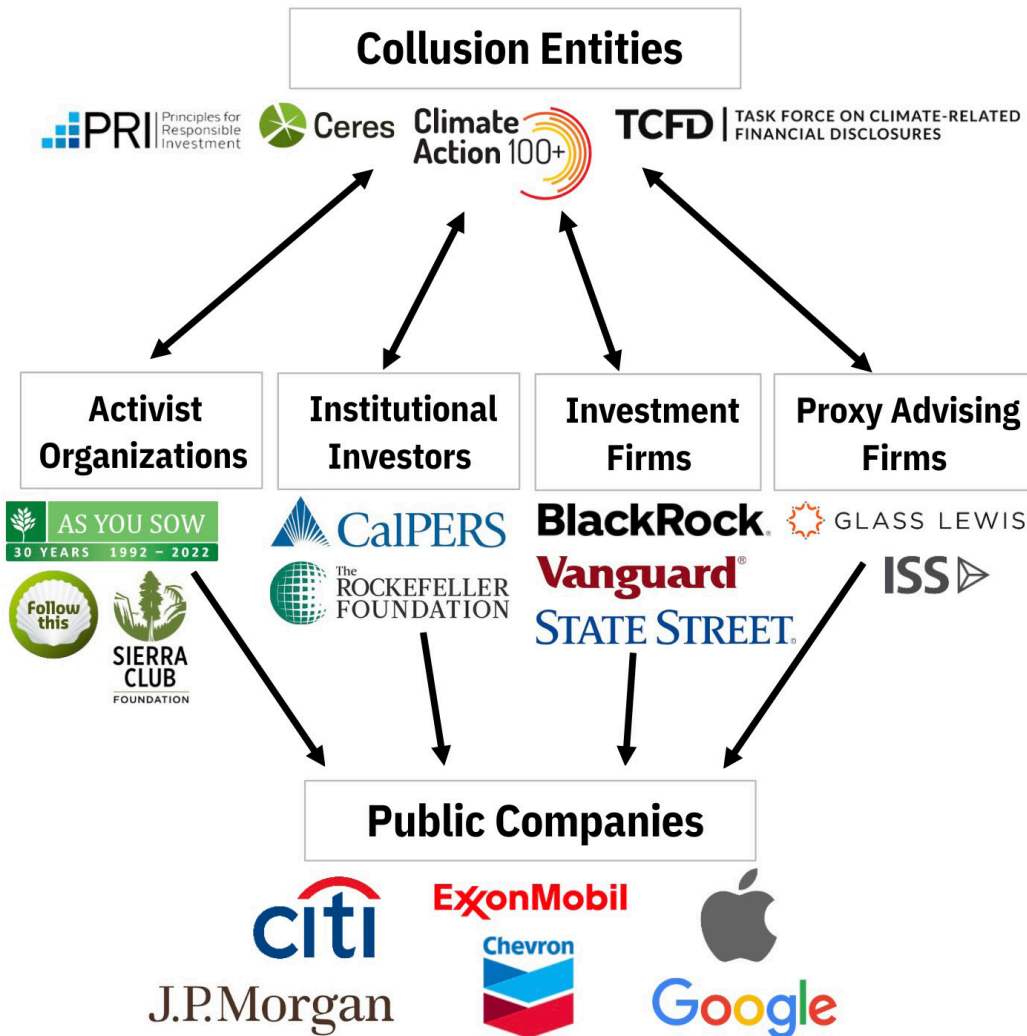 Collusion Entities
PRI Principles for
Responsible
Investment
Ceres
Climate
Action 100+
TCFD TASK FORCE ON CLIMATE-RELATED
FINANCIAL DISCLOSURES
Activist
Organizations
Institutional
Investors
Investment
Firms
Proxy Advising
Firms
AS YOU SOW
30 YEARS 1992 – 2022
Follow
this
SIERRA
CLUB
FOUNDATION
CalPERS
The
ROCKEFELLER
FOUNDATION
BlackRock.
Vanguard®
STATE STREET.
GLASS LEWIS
ISS
Public Companies
citi
ExxonMobil
Chevron
J.P.Morgan
Google